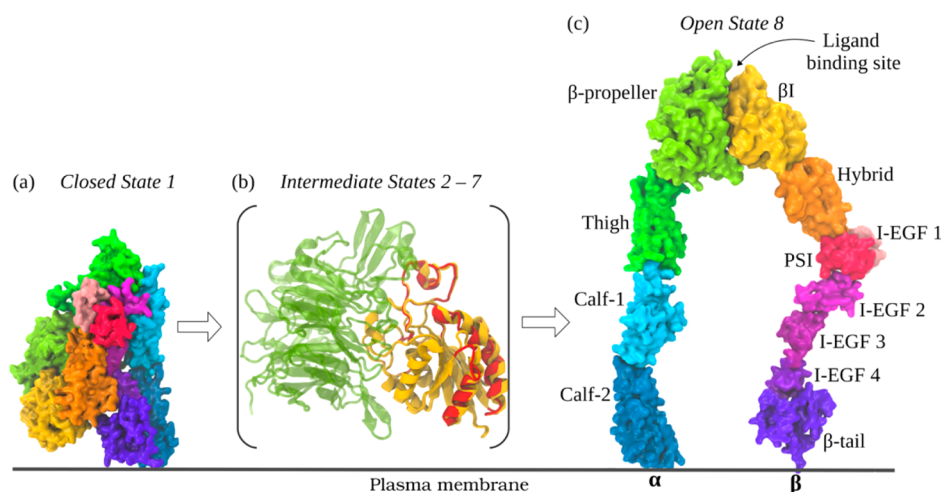 (a) Closed State 1
(b) Intermediate States 2 – 7
(c) Open State 8
Ligand
binding site
β-propeller
βI
Hybrid
Thigh
I-EGF 1
PSI
Calf-1
I-EGF 2
I-EGF 3
I-EGF 4
Calf-2
β-tail
α
β
Plasma membrane